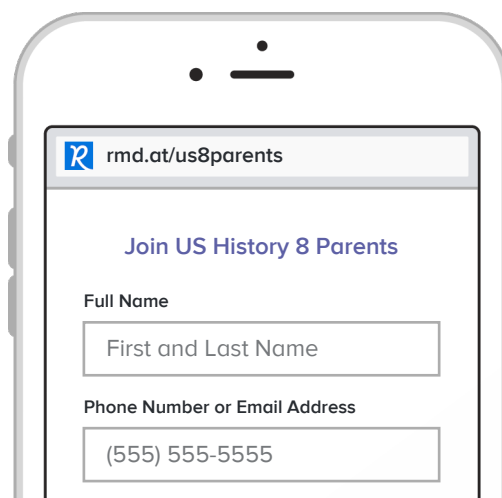 rmd.at/us8parents
Join US History 8 Parents
Full Name
First and Last Name
Phone Number or Email Address
(555) 555-5555